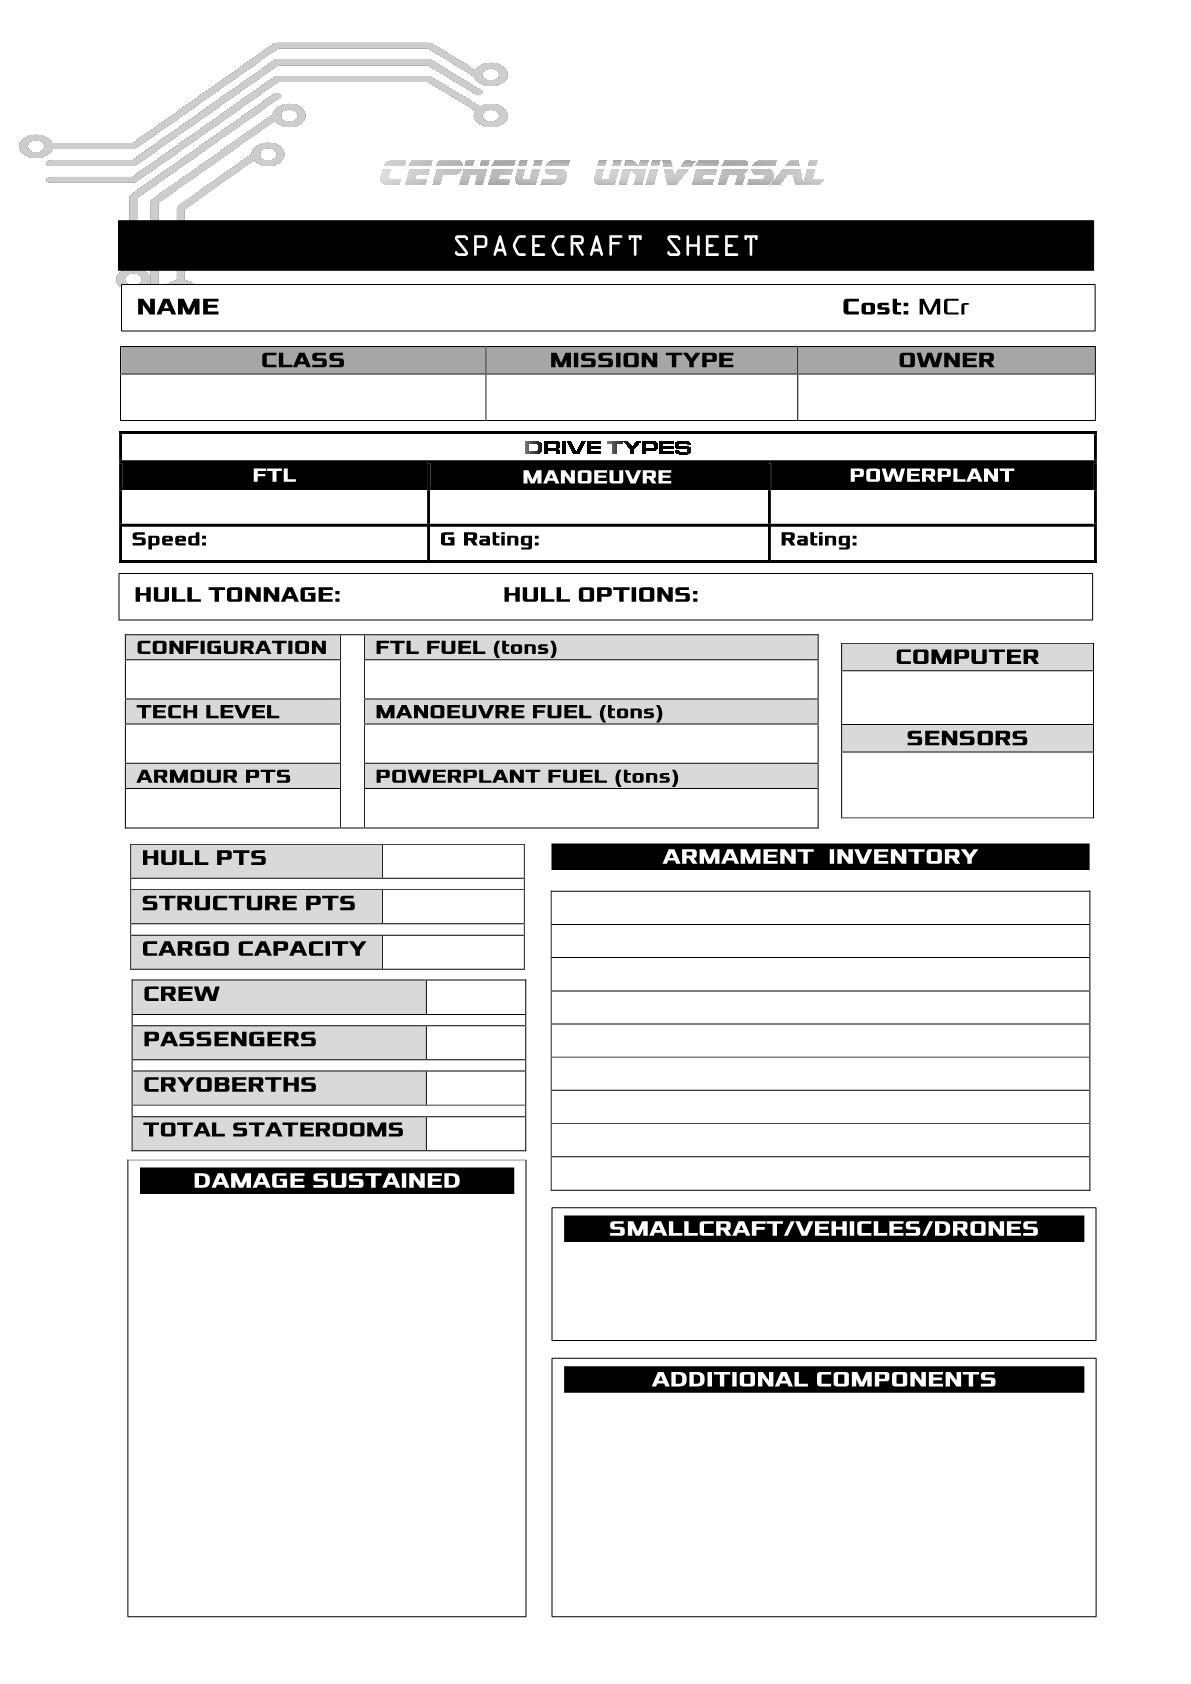 CEPHEUS UNIVERSAL
SPACECRAFT SHEET
NAME Cost: MCr
CLASS MISSION TYPE OWNER
DRIVE TYPES
FTL MANOEUVRE POWERPLANT
Speed: G Rating: Rating:
HULL TONNAGE: HULL OPTIONS:
CONFIGURATION FTL FUEL (tons)
COMPUTER
TECH LEVEL MANOEUVRE FUEL (tons)
SENSORS
ARMOUR PTS POWERPLANT FUEL (tons)
HULL PTS
STRUCTURE PTS
CARGO CAPACITY
CREW
PASSENGERS
CRYOBERTHS
TOTAL STATEROOMS
DAMAGE SUSTAINED
ARMAMENT INVENTORY
SMALLCRAFT/VEHICLES/DRONES
ADDITIONAL COMPONENTS